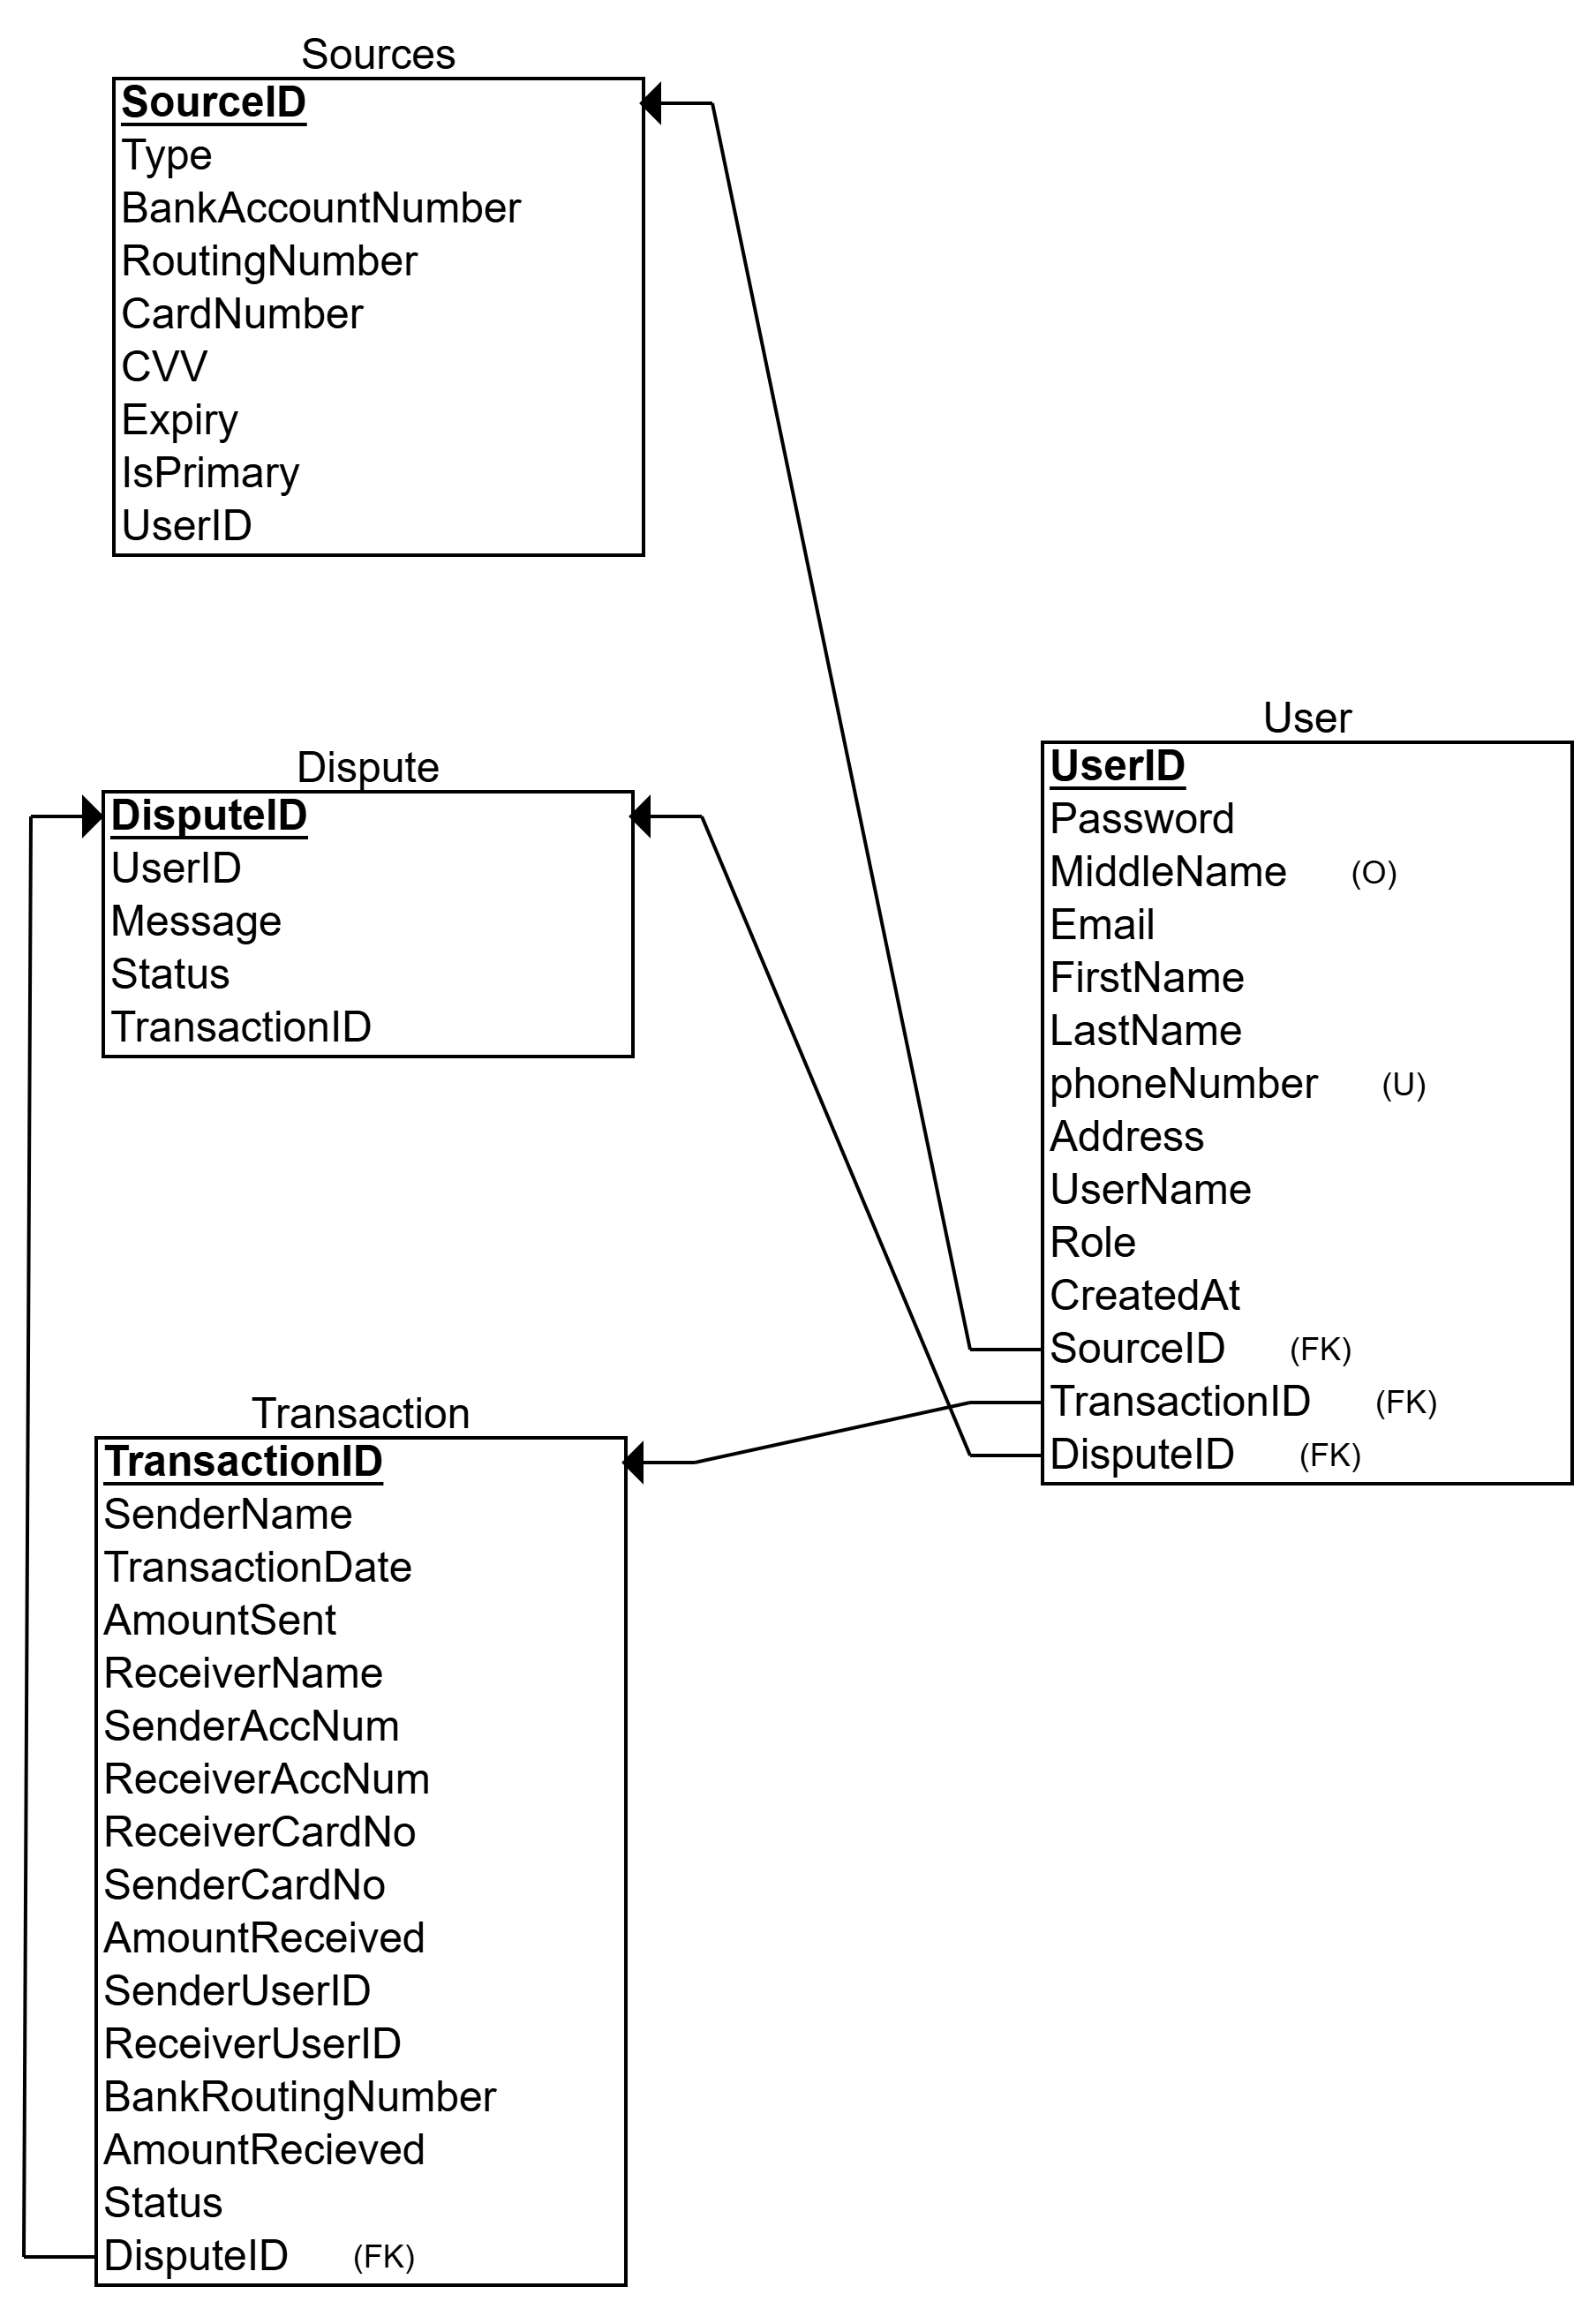 Sources
SourceID
Type
BankAccountNumber
RoutingNumber
CardNumber
CVV
Expiry
IsPrimary
UserID
Dispute
DisputeID
UserID
Message
Status
TransactionID
User
UserID
Password
MiddleName (O)
Email
FirstName
LastName
phoneNumber (U)
Address
UserName
Role
CreatedAt
SourceID (FK)
TransactionID (FK)
DisputeID (FK)
Transaction
TransactionID
SenderName
TransactionDate
AmountSent
ReceiverName
SenderAccNum
ReceiverAccNum
ReceiverCardNo
SenderCardNo
AmountReceived
SenderUserID
ReceiverUserID
BankRoutingNumber
AmountRecieved
Status
DisputeID (FK)